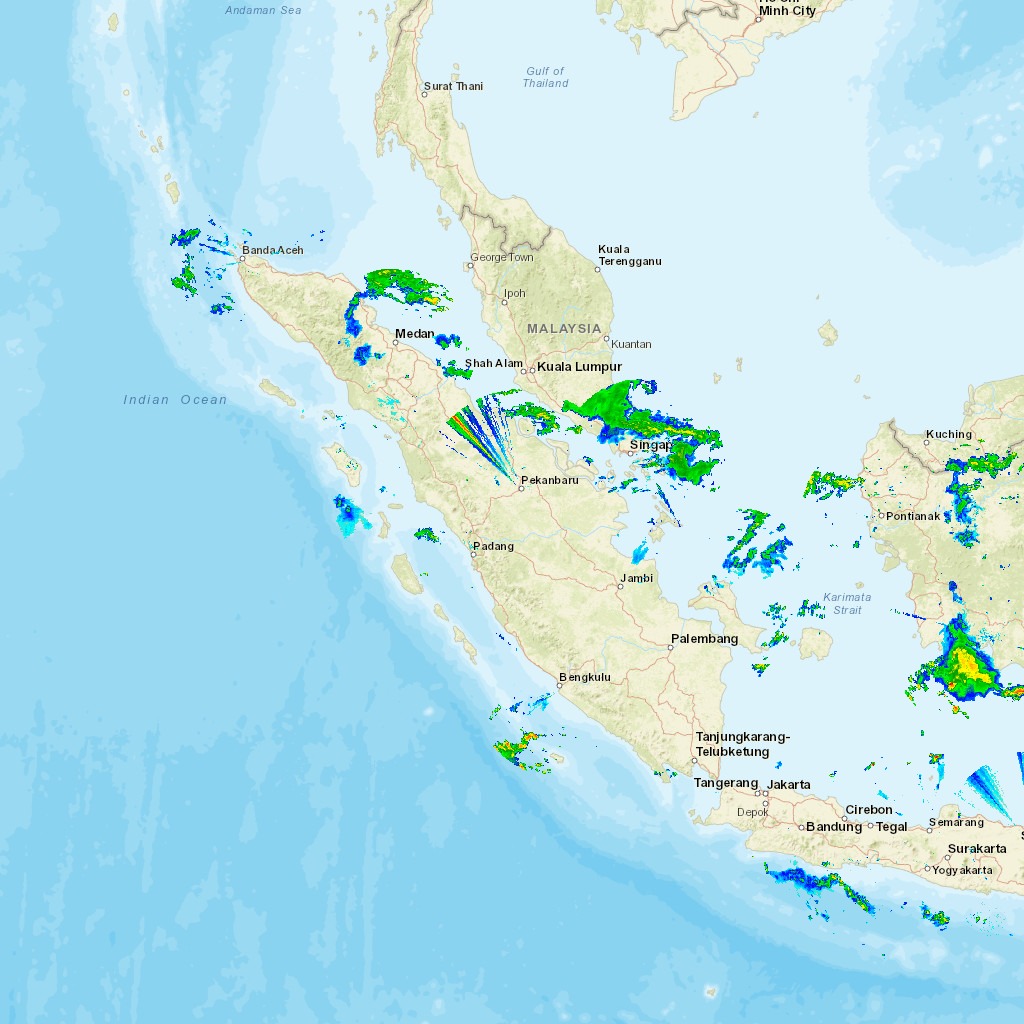 Andaman Sea
Minh City
Gulf of
Thailand
Surat Thani
Banda Aceh
George Town
Kuala
Terengganu
Ipoh
MALAYSIA
Medan
Kuantan
Shah Alam
Kuala Lumpur
Indian Ocean
Singap
Kuching
Pekanbaru
Pontianak
Padang
Jambi
Karimata
Strait
Palembang
Bengkulu
Tanjungkarang-
Telubketung
Tangerang
Jakarta
Depok
Cirebon
Bandung
Tegal
Semarang
S
Surakarta
Yogyakarta